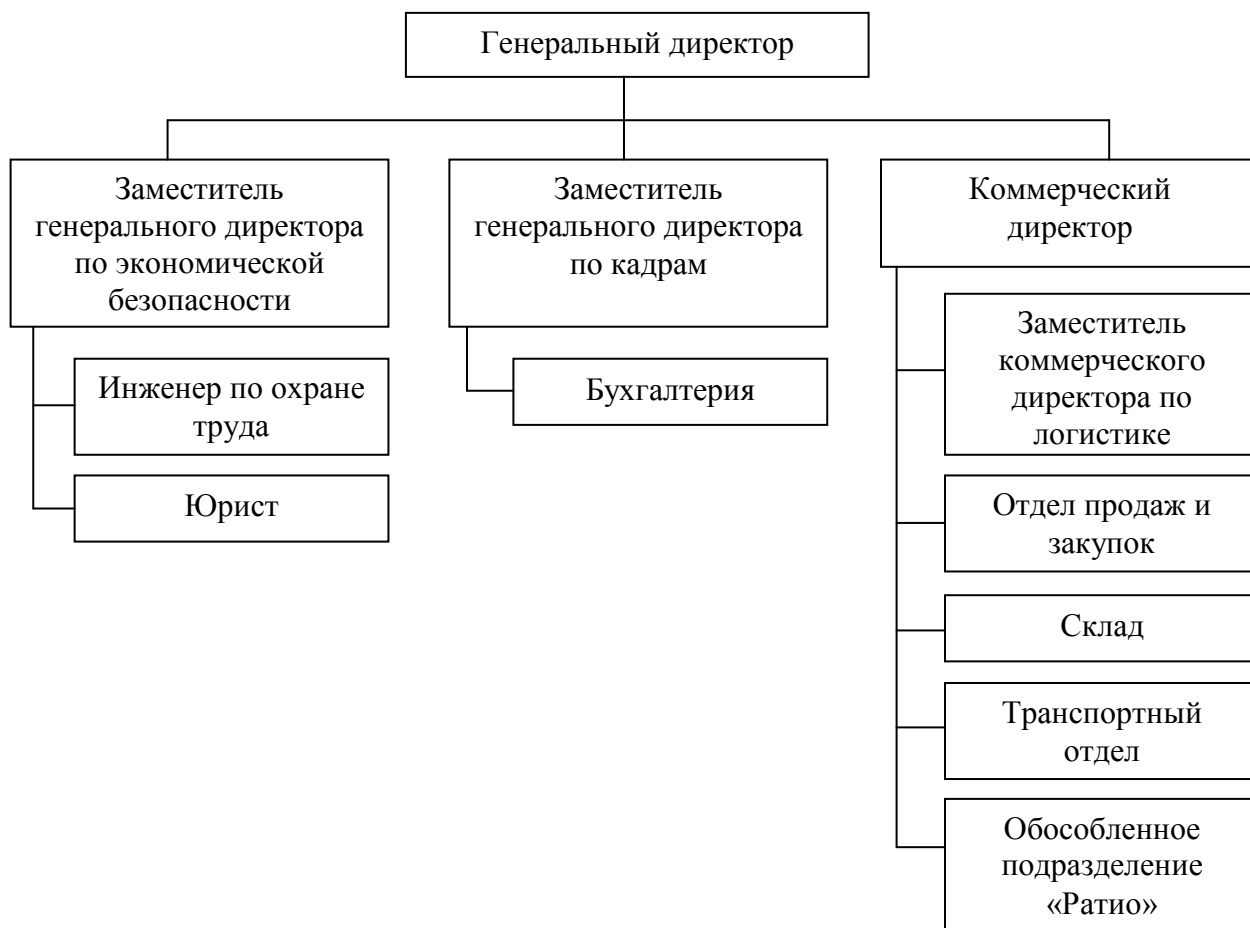 Генеральный директор
Заместитель
генерального директора
по экономической
безопасности
Инженер по охране
труда
Юрист
Заместитель
генерального директора
по кадрам
Бухгалтерия
Коммерческий
директор
Заместитель
коммерческого
директора по
логистике
Отдел продаж и
закупок
Склад
Транспортный
отдел
Обособленное
подразделение
«Ратио»